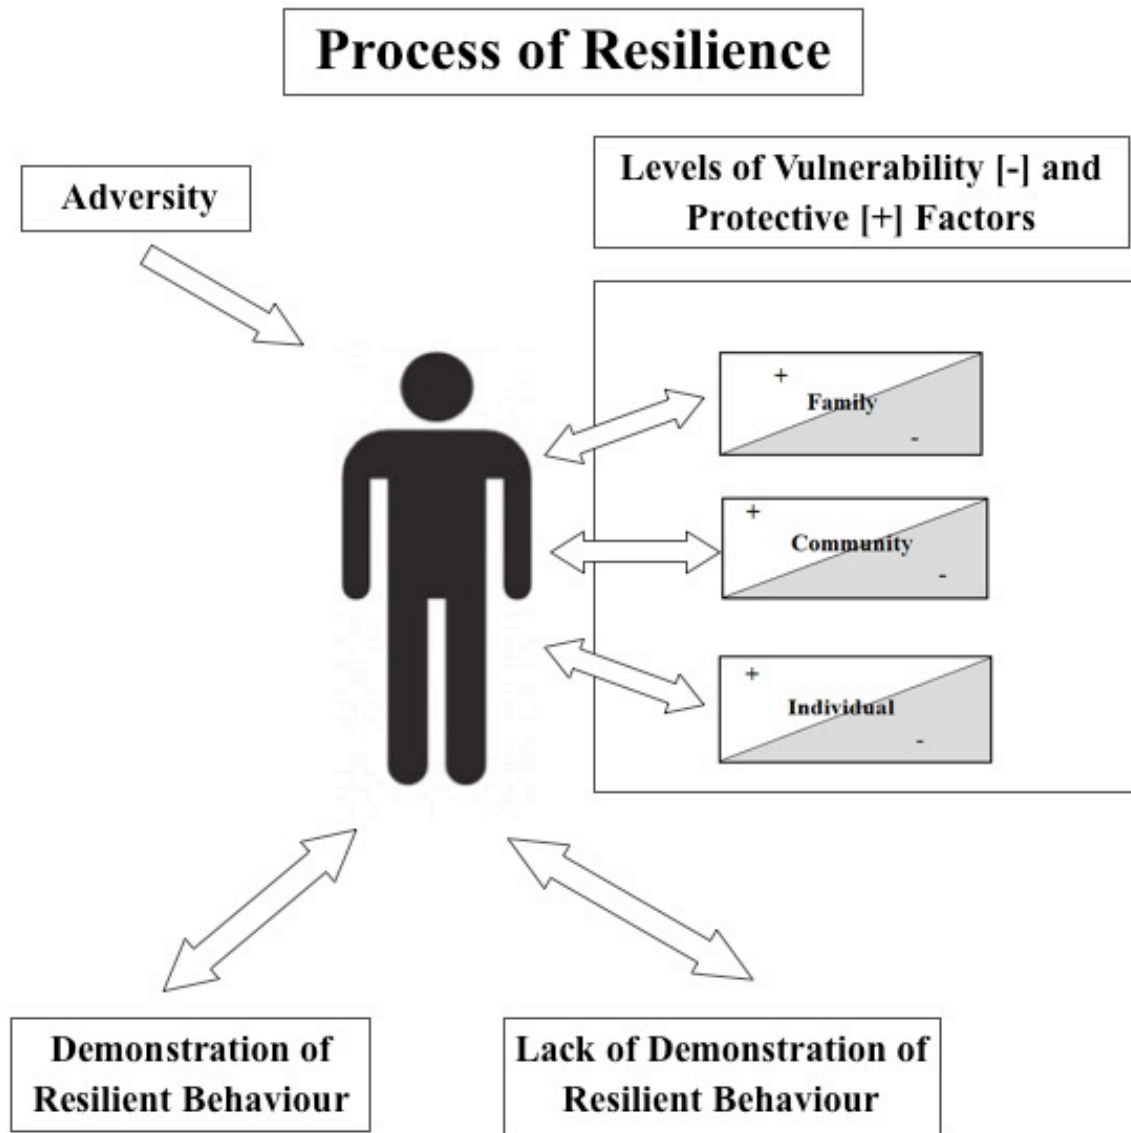 Process of Resilience
Adversity
Levels of Vulnerability [-] and
Protective [+] Factors
+
Family
-
+
Community
-
+
Individual
-
Demonstration of
Resilient Behaviour
Lack of Demonstration of
Resilient Behaviour